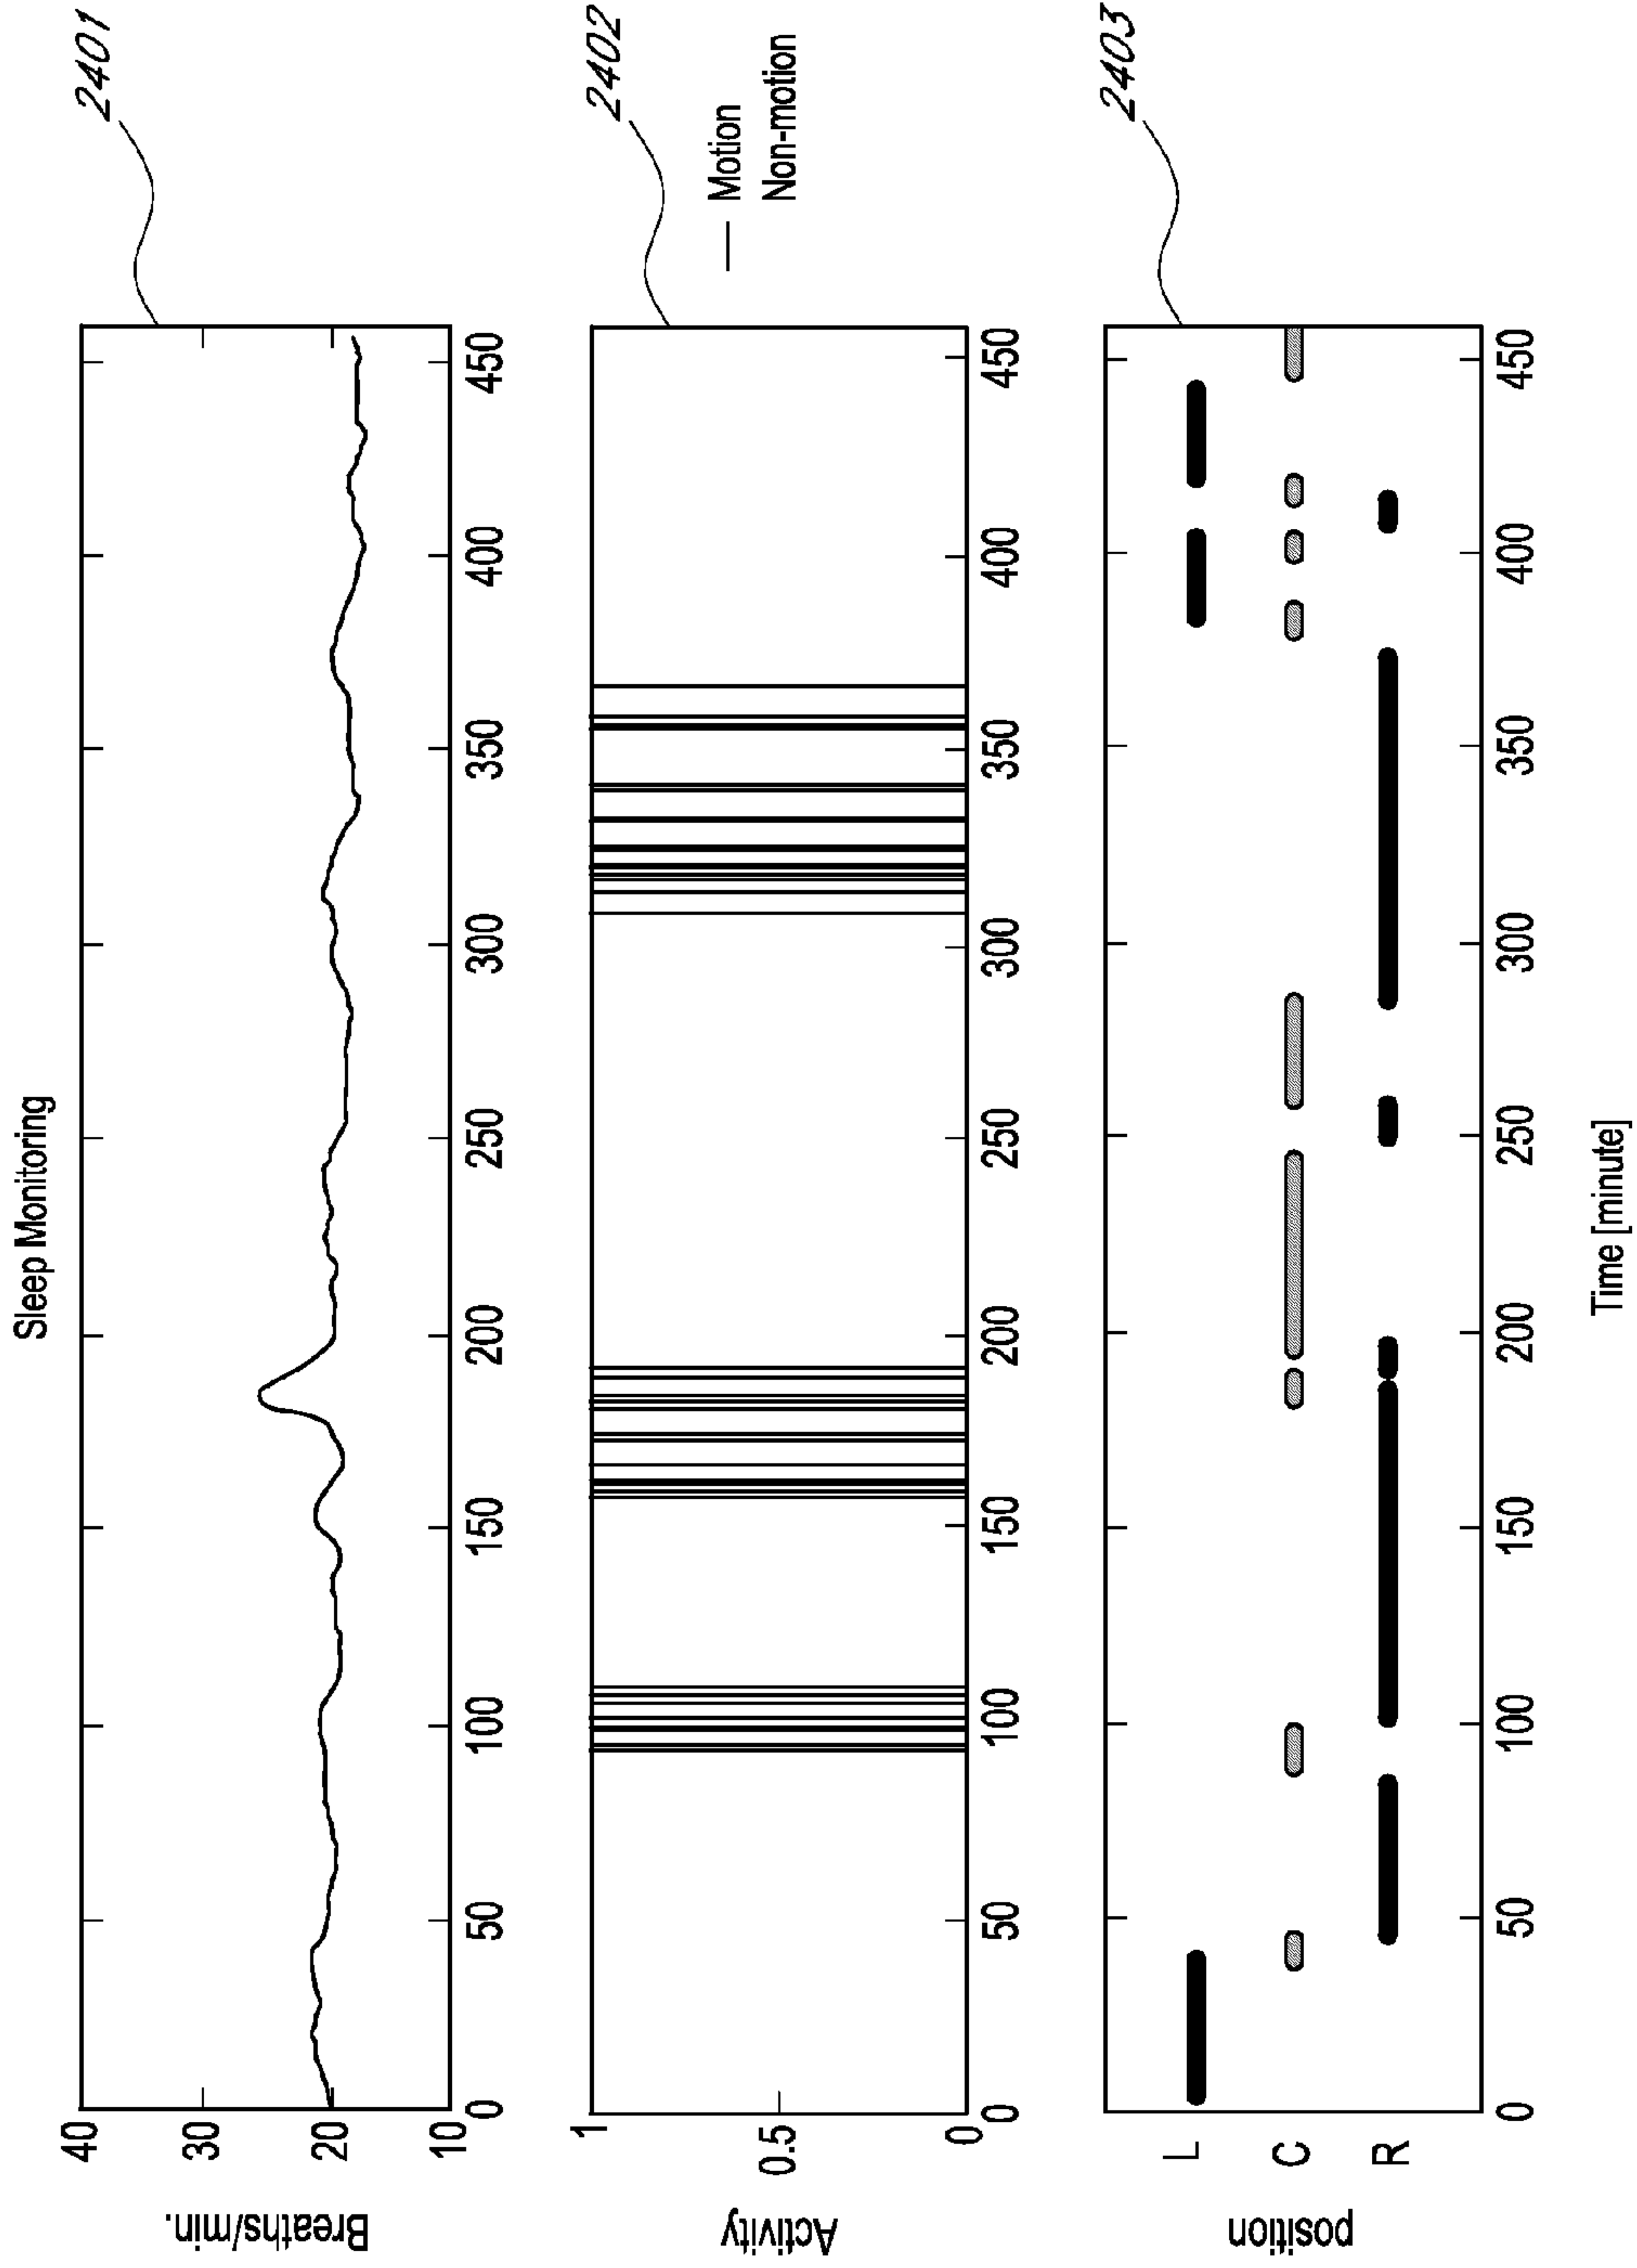 Sleep Monitoring
2401
Breaths/min.
40
30
20
10
0 50 100 150 200 250 300 350 400 450
2402
Activity
1
0.5
0
0 50 100 150 200 250 300 350 400 450
Motion
Non-motion
2403
position
L
C
R
0 50 100 150 200 250 300 350 400 450
Time [minute]